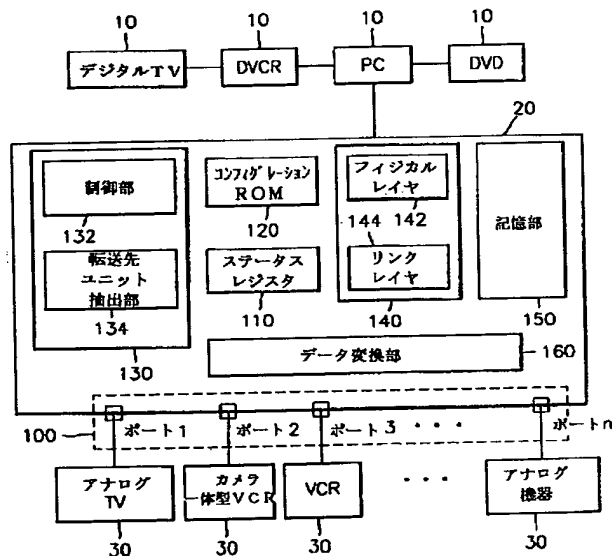 10 10 10 10
デジタルTV DVCR PC DVD
20
制御部
132
コンフィグレーション
ROM
120
フィジカル
レイヤ
144 142
記憶部
転送先
ユニット
抽出部
134
ステータス
レジスタ
110
リンク
レイヤ
140
150
130
データ変換部
160
100
ポート1 ポート2 ポート3 ・・・ ポートn
アナログ
TV
カメラ
一体型VCR
VCR
・・・
アナログ
機器
30 30 30 30